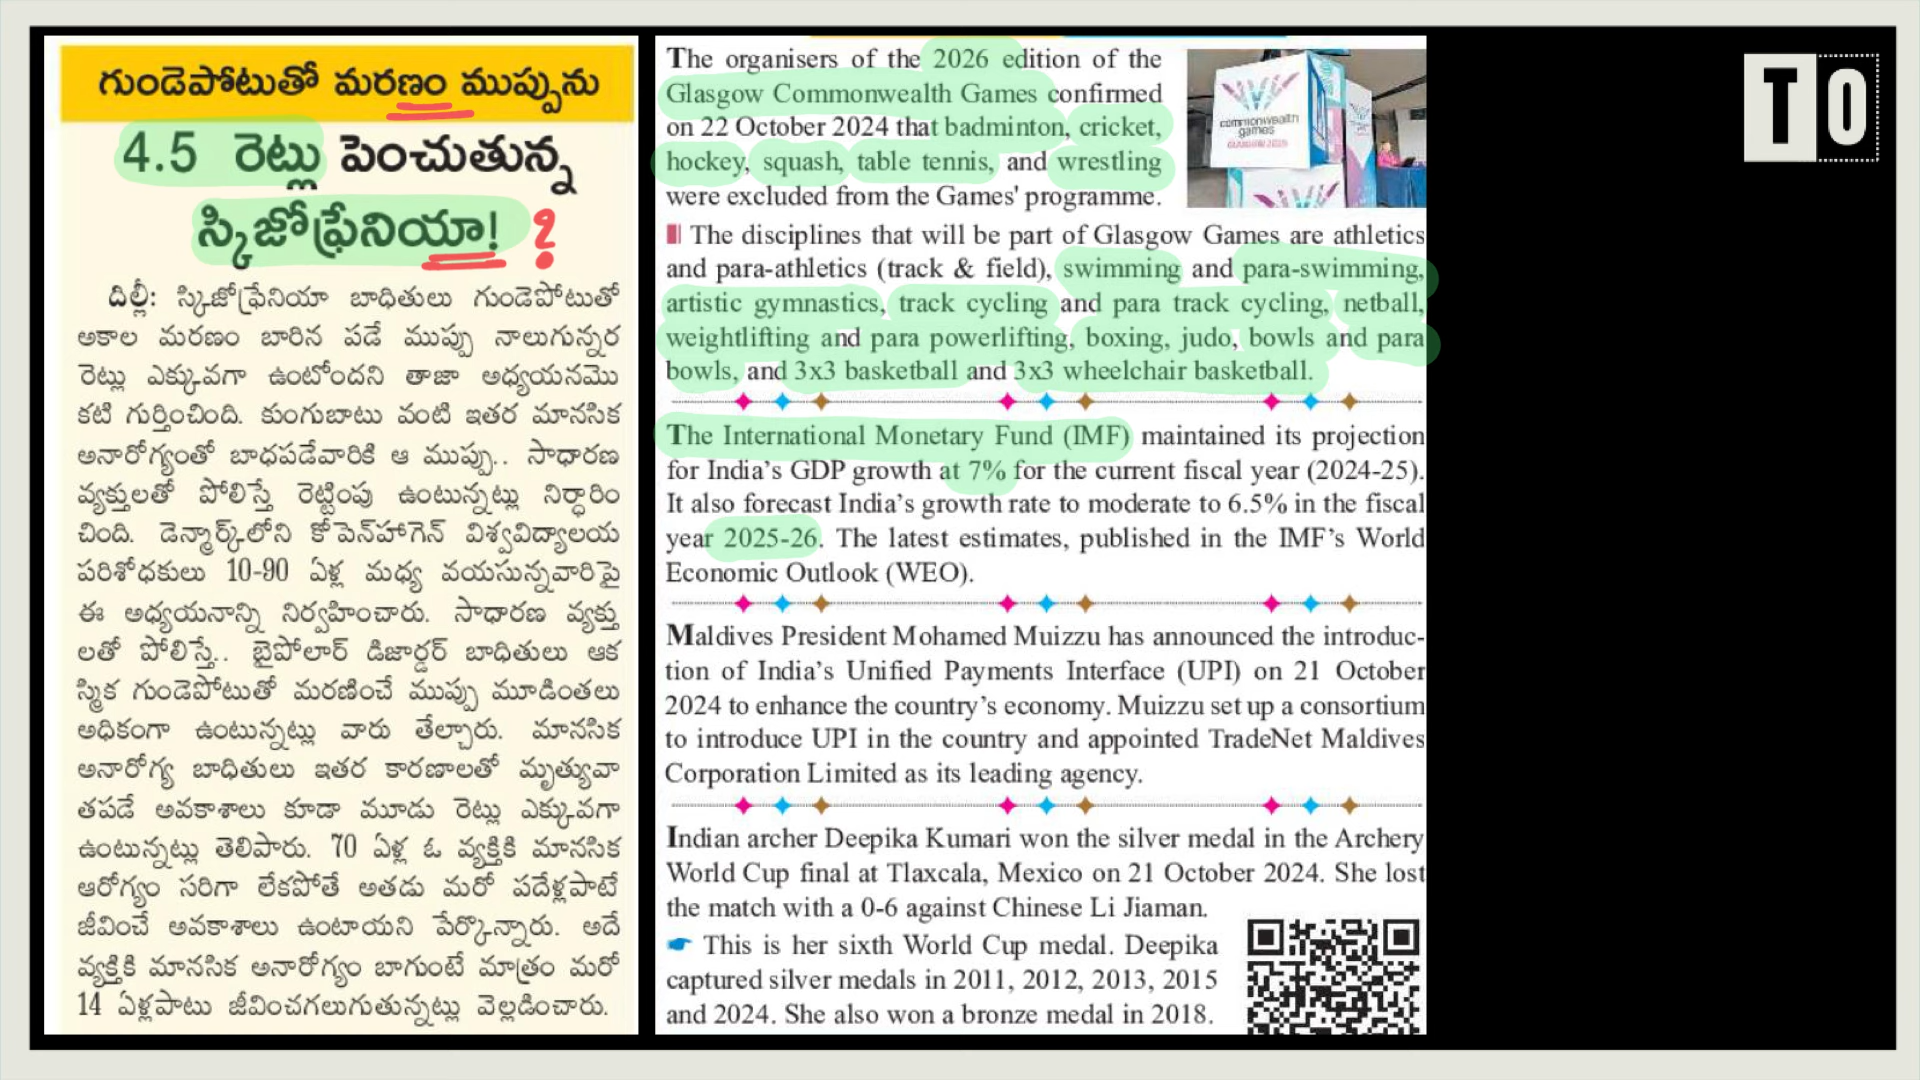 గుండెపోటుతో మరణం ముప్పును
4.5 రెట్లు పెంచుతున్న
స్కిజోఫ్రేనియా! ?
దిల్లీ: స్కిజోఫ్రేనియా బాధితులు గుండెపోటుతో
అకాల మరణం బారిన పడే ముప్పు నాలుగున్నర
రెట్లు ఎక్కువగా ఉంటోందని తాజా అధ్యయనమొ
కటి గుర్తించింది. కుంగుబాటు వంటి ఇతర మానసిక
అనారోగ్యంతో బాధపడేవారికి ఆ ముప్పు.. సాధారణ
వ్యక్తులతో పోలిస్తే రెట్టింపు ఉంటున్నట్లు నిర్ధారిం
చింది. డెన్మార్క్‌లోని కోపెన్‌హాగెన్ విశ్వవిద్యాలయ
పరిశోధకులు 10-90 ఏళ్ల మధ్య వయసున్నవారిపై
ఈ అధ్యయనాన్ని నిర్వహించారు. సాధారణ వ్యక్తు
లతో పోలిస్తే.. బైపోలార్ డిజార్డర్ బాధితులు ఆక
స్మిక గుండెపోటుతో మరణించే ముప్పు మూడింతలు
అధికంగా ఉంటున్నట్లు వారు తేల్చారు. మానసిక
అనారోగ్య బాధితులు ఇతర కారణాలతో మృత్యువా
తపడే అవకాశాలు కూడా మూడు రెట్లు ఎక్కువగా
ఉంటున్నట్లు తెలిపారు. 70 ఏళ్ల ఓ వ్యక్తికి మానసిక
ఆరోగ్యం సరిగా లేకపోతే అతడు మరో పదేళ్లపాటే
జీవించే అవకాశాలు ఉంటాయని పేర్కొన్నారు. అదే
వ్యక్తికి మానసిక అనారోగ్యం బాగుంటే మాత్రం మరో
14 ఏళ్లపాటు జీవించగలుగుతున్నట్లు వెల్లడించారు.
The organisers of the 2026 edition of the
Glasgow Commonwealth Games confirmed
on 22 October 2024 that badminton, cricket,
hockey, squash, table tennis, and wrestling
were excluded from the Games' programme.
commonwealth
games
GLASGOW 2026
The disciplines that will be part of Glasgow Games are athletics
and para-athletics (track & field), swimming and para-swimming,
artistic gymnastics, track cycling and para track cycling, netball,
weightlifting and para powerlifting, boxing, judo, bowls and para
bowls, and 3x3 basketball and 3x3 wheelchair basketball.
The International Monetary Fund (IMF) maintained its projection
for India's GDP growth at 7% for the current fiscal year (2024-25).
It also forecast India's growth rate to moderate to 6.5% in the fiscal
year 2025-26. The latest estimates, published in the IMF's World
Economic Outlook (WEO).
Maldives President Mohamed Muizzu has announced the introduc-
tion of India's Unified Payments Interface (UPI) on 21 October
2024 to enhance the country's economy. Muizzu set up a consortium
to introduce UPI in the country and appointed TradeNet Maldives
Corporation Limited as its leading agency.
Indian archer Deepika Kumari won the silver medal in the Archery
World Cup final at Tlaxcala, Mexico on 21 October 2024. She lost
the match with a 0-6 against Chinese Li Jiaman.
This is her sixth World Cup medal. Deepika
captured silver medals in 2011, 2012, 2013, 2015
and 2024. She also won a bronze medal in 2018.
TO